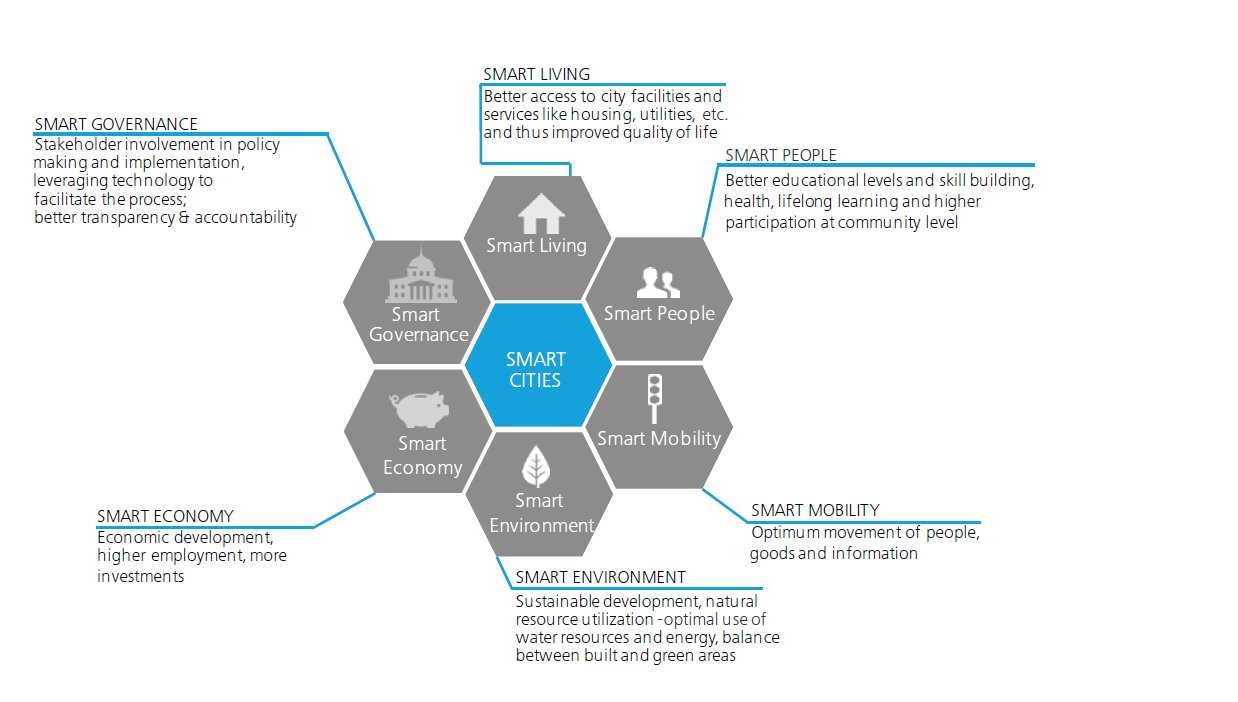 SMART LIVING
Better access to city facilities and
services like housing, utilities, etc.
and thus improved quality of life
SMART GOVERNANCE
Stakeholder involvement in policy
making and implementation,
leveraging technology to
facilitate the process;
better transparency & accountability
SMART PEOPLE
Better educational levels and skill building,
health, lifelong learning and higher
participation at community level
Smart Living
Smart
Governance
Smart People
SMART
CITIES
Smart
Economy
Smart Mobility
Smart
Environment
SMART ECONOMY
Economic development,
higher employment, more
investments
SMART MOBILITY
Optimum movement of people,
goods and information
SMART ENVIRONMENT
Sustainable development, natural
resource utilization -optimal use of
water resources and energy, balance
between built and green areas